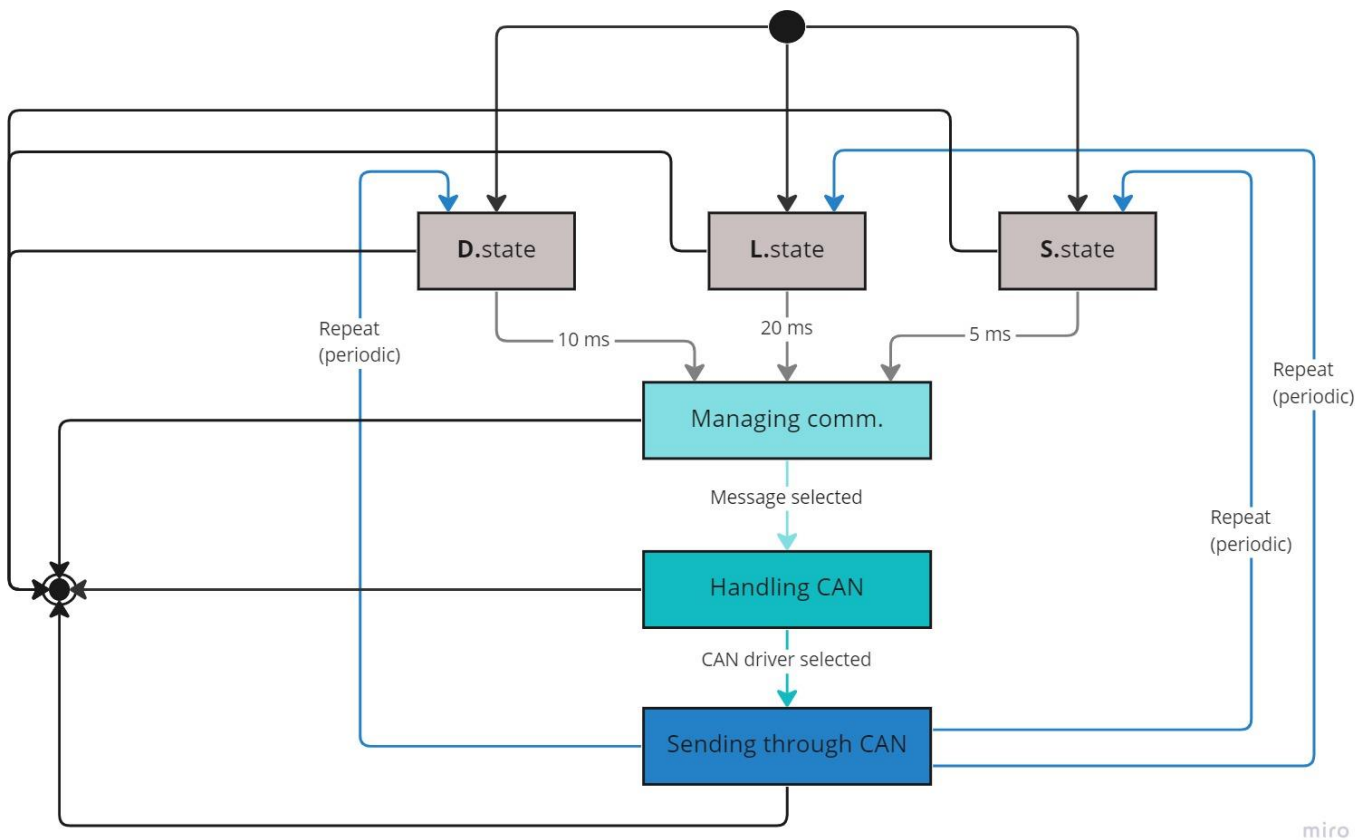 D.state
L.state
S.state
Repeat
(periodic)
10 ms
20 ms
5 ms
Repeat
(periodic)
Managing comm.
Message selected
Repeat
(periodic)
Handling CAN
CAN driver selected
Sending through CAN
miro